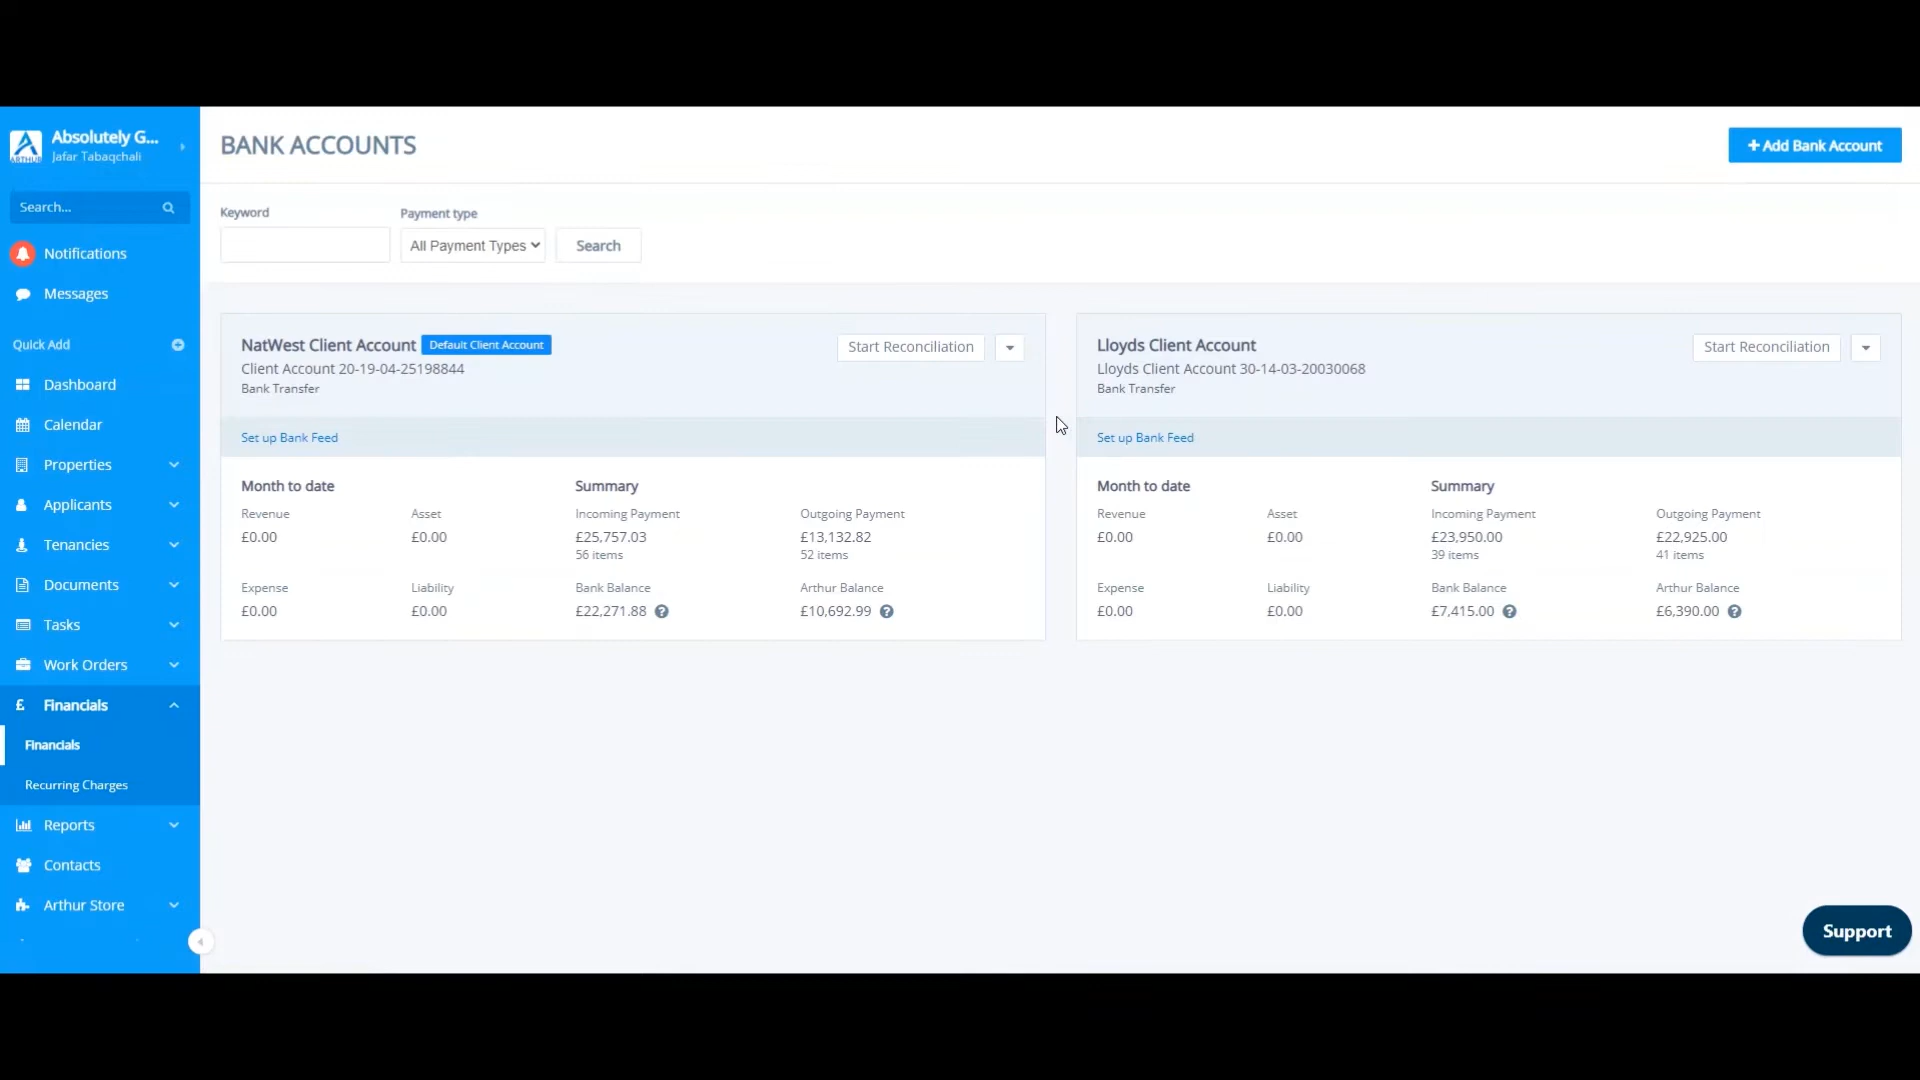 Absolutely G...
Jafar Tabaqchali
ARTHUR
Search...
Notifications
Messages
Quick Add
Dashboard
Calendar
Properties
Applicants
Tenancies
Documents
Tasks
Work Orders
£ Financials
Financials
Recurring Charges
Reports
Contacts
Arthur Store
BANK ACCOUNTS
+ Add Bank Account
Keyword
Payment type
All Payment Types
Search
NatWest Client Account Default Client Account
Client Account 20-19-04-25198844
Bank Transfer
Start Reconciliation
Set up Bank Feed
Month to date Summary
Revenue Asset Incoming Payment Outgoing Payment
£0.00 £0.00 £25,757.03 £13,132.82
56 items 52 items
Expense Liability Bank Balance Arthur Balance
£0.00 £0.00 £22,271.88 ? £10,692.99 ?
Lloyds Client Account
Lloyds Client Account 30-14-03-20030068
Bank Transfer
Start Reconciliation
Set up Bank Feed
Month to date Summary
Revenue Asset Incoming Payment Outgoing Payment
£0.00 £0.00 £23,950.00 £22,925.00
39 items 41 items
Expense Liability Bank Balance Arthur Balance
£0.00 £0.00 £7,415.00 ? £6,390.00 ?
Support